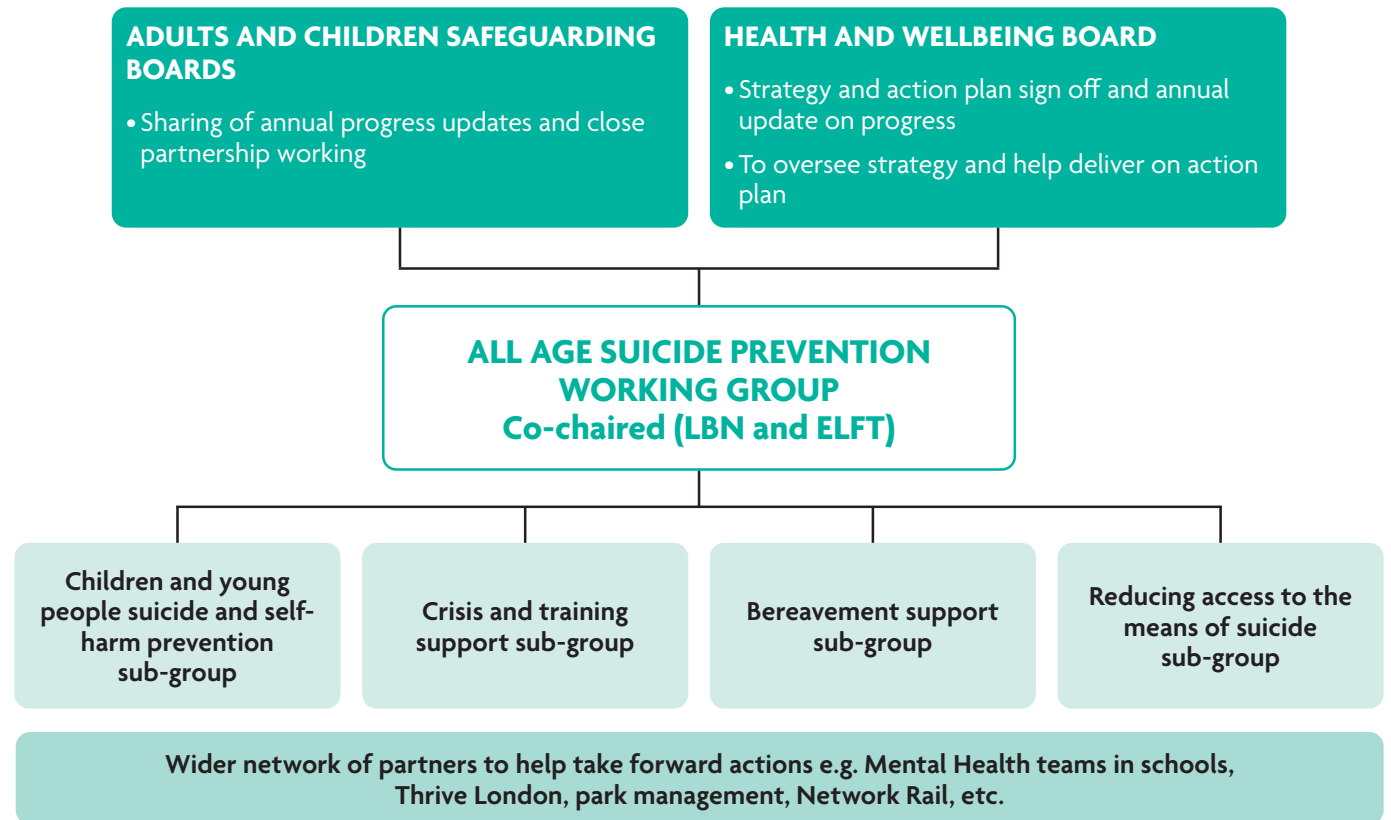 ADULTS AND CHILDREN SAFEGUARDING
BOARDS
• Sharing of annual progress updates and close
partnership working
HEALTH AND WELLBEING BOARD
• Strategy and action plan sign off and annual
update on progress
• To oversee strategy and help deliver on action
plan
ALL AGE SUICIDE PREVENTION
WORKING GROUP
Co-chaired (LBN and ELFT)
Children and young
people suicide and self-
harm prevention
sub-group
Crisis and training
support sub-group
Bereavement support
sub-group
Reducing access to the
means of suicide
sub-group
Wider network of partners to help take forward actions e.g. Mental Health teams in schools,
Thrive London, park management, Network Rail, etc.